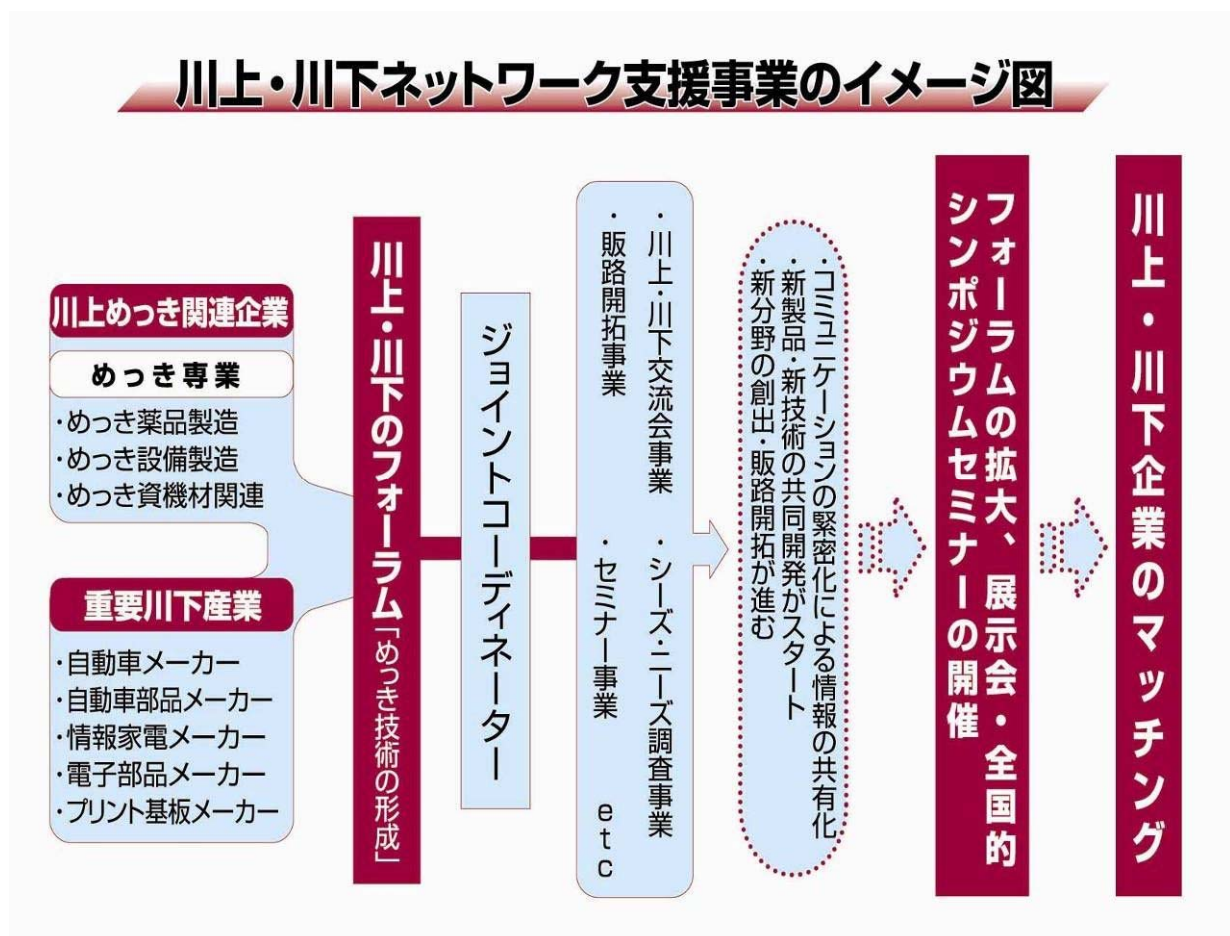 川上・川下ネットワーク支援事業のイメージ図
川上めっき関連企業
めっき専業
・めっき薬品製造
・めっき設備製造
・めっき資機材関連
重要川下産業
・自動車メーカー
・自動車部品メーカー
・情報家電メーカー
・電子部品メーカー
・プリント基板メーカー
川上・川下のフォーラム「めっき技術の形成」
ジョイントコーディネーター
・川上・川下交流会事業
・シーズ・ニーズ調査事業
・販路開拓事業
・セミナー事業
etc
・コミュニケーションの緊密化による情報の共有化
・新製品・新技術の共同開発がスタート
・新分野の創出・販路開拓が進む
フォーラムの拡大、展示会・全国的
シンポジウムセミナーの開催
川上・川下企業のマッチング